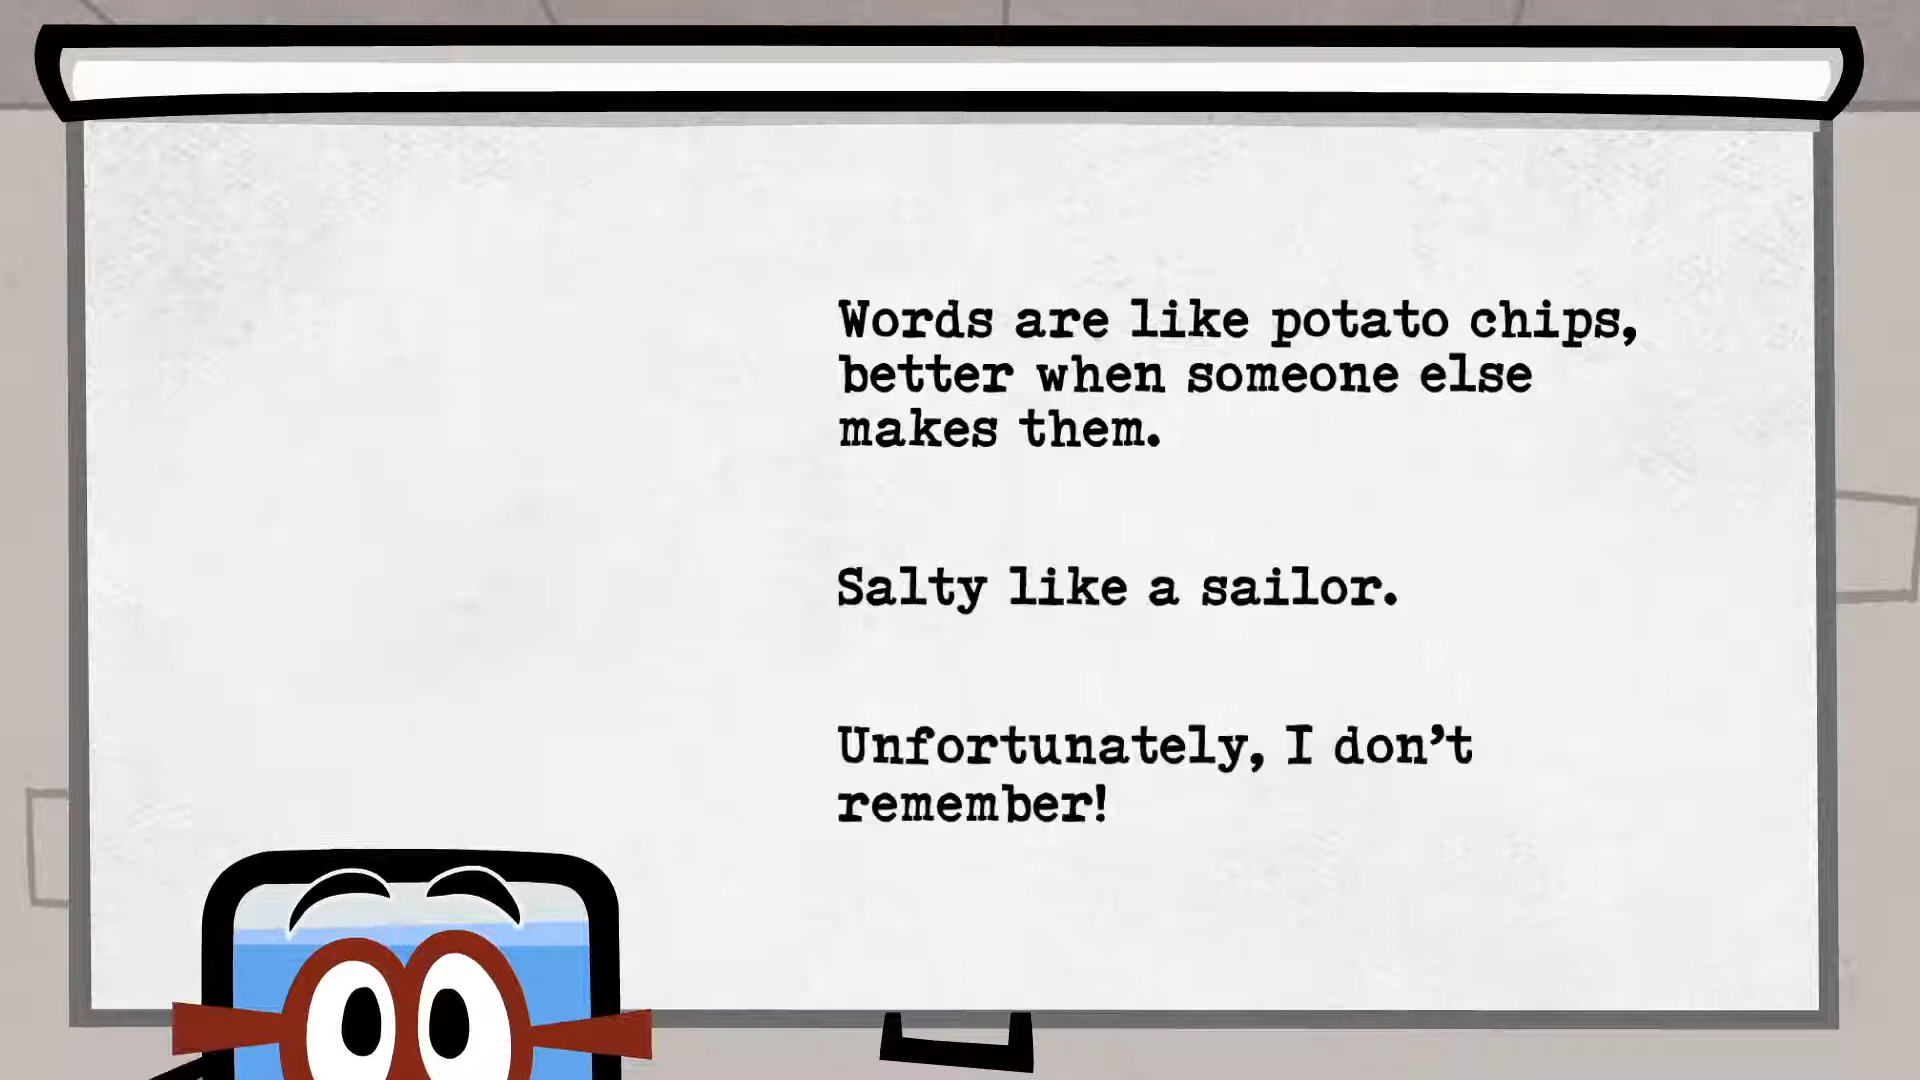 Words are like potato chips,
better when someone else
makes them.
Salty like a sailor.
Unfortunately, I don’t
remember!